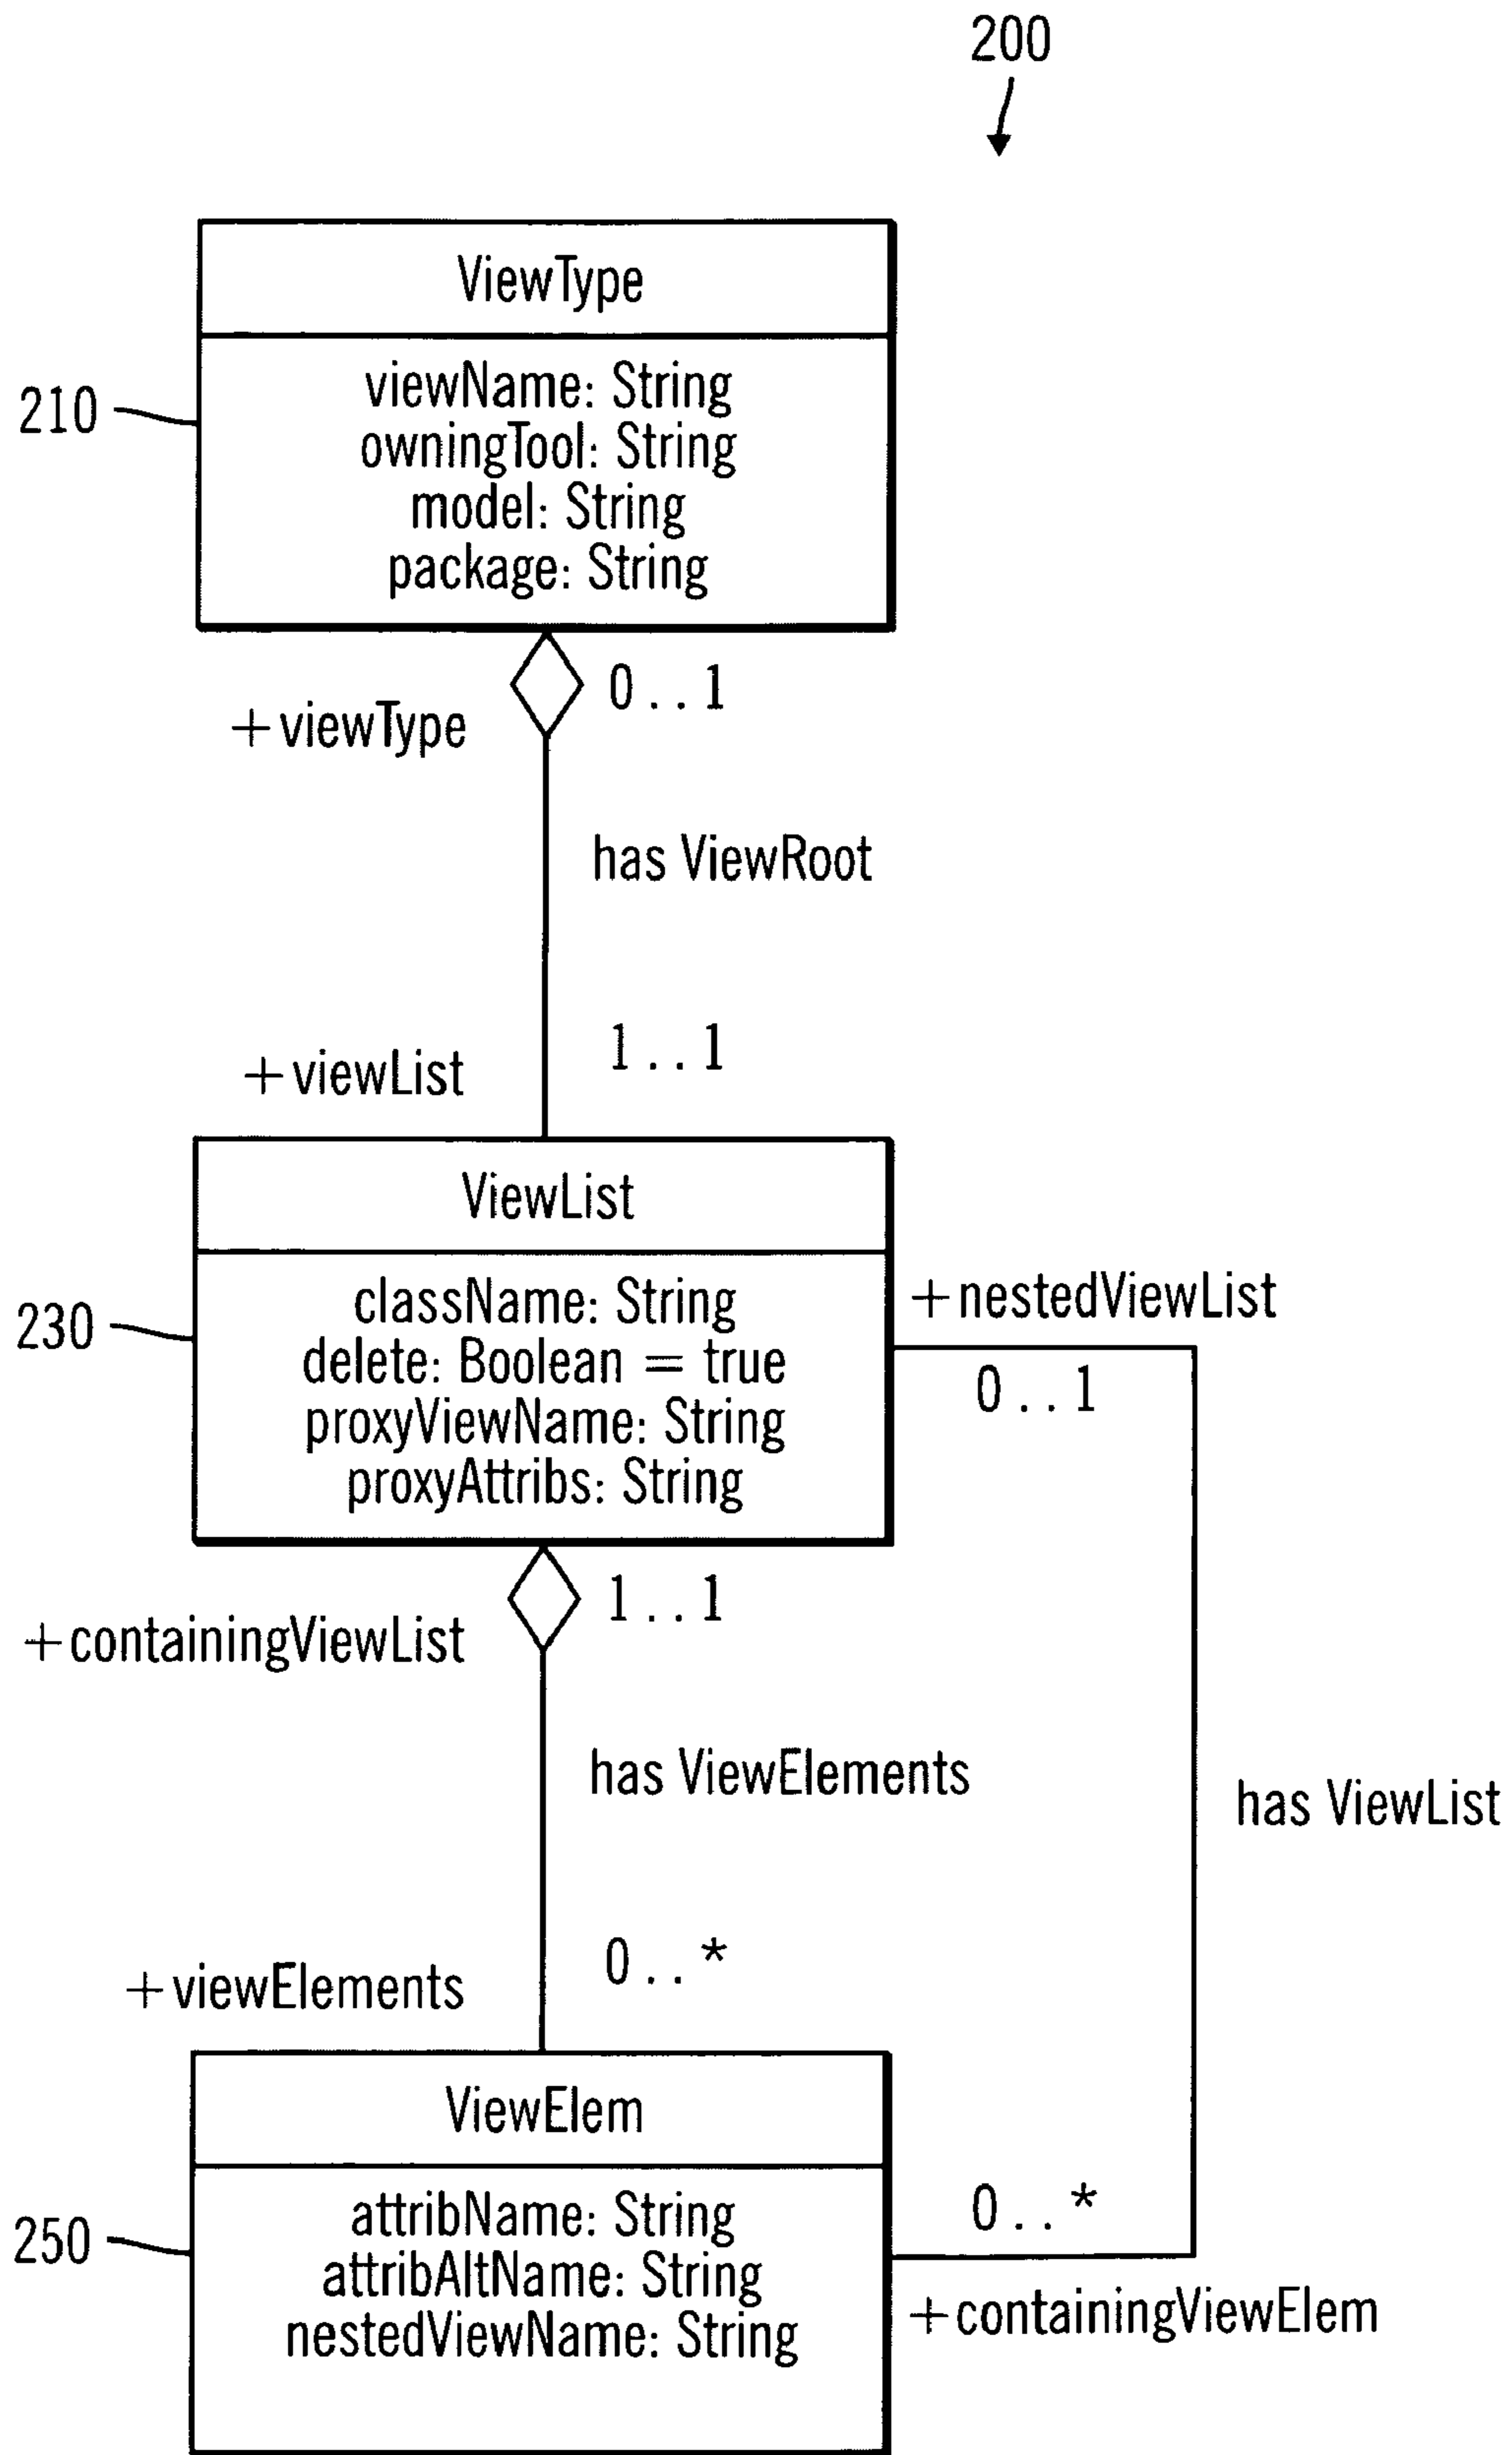 200
ViewType
210
viewName: String
owningTool: String
model: String
package: String
0..1
+viewType
has ViewRoot
1..1
+viewList
ViewList
230
className: String
delete: Boolean = true
proxyViewName: String
proxyAttribs: String
+nestedViewList
0..1
1..1
+containingViewList
has ViewElements
has ViewList
0..*
+viewElements
ViewElem
250
attribName: String
attribAltName: String
nestedViewName: String
0..*
+containingViewElem